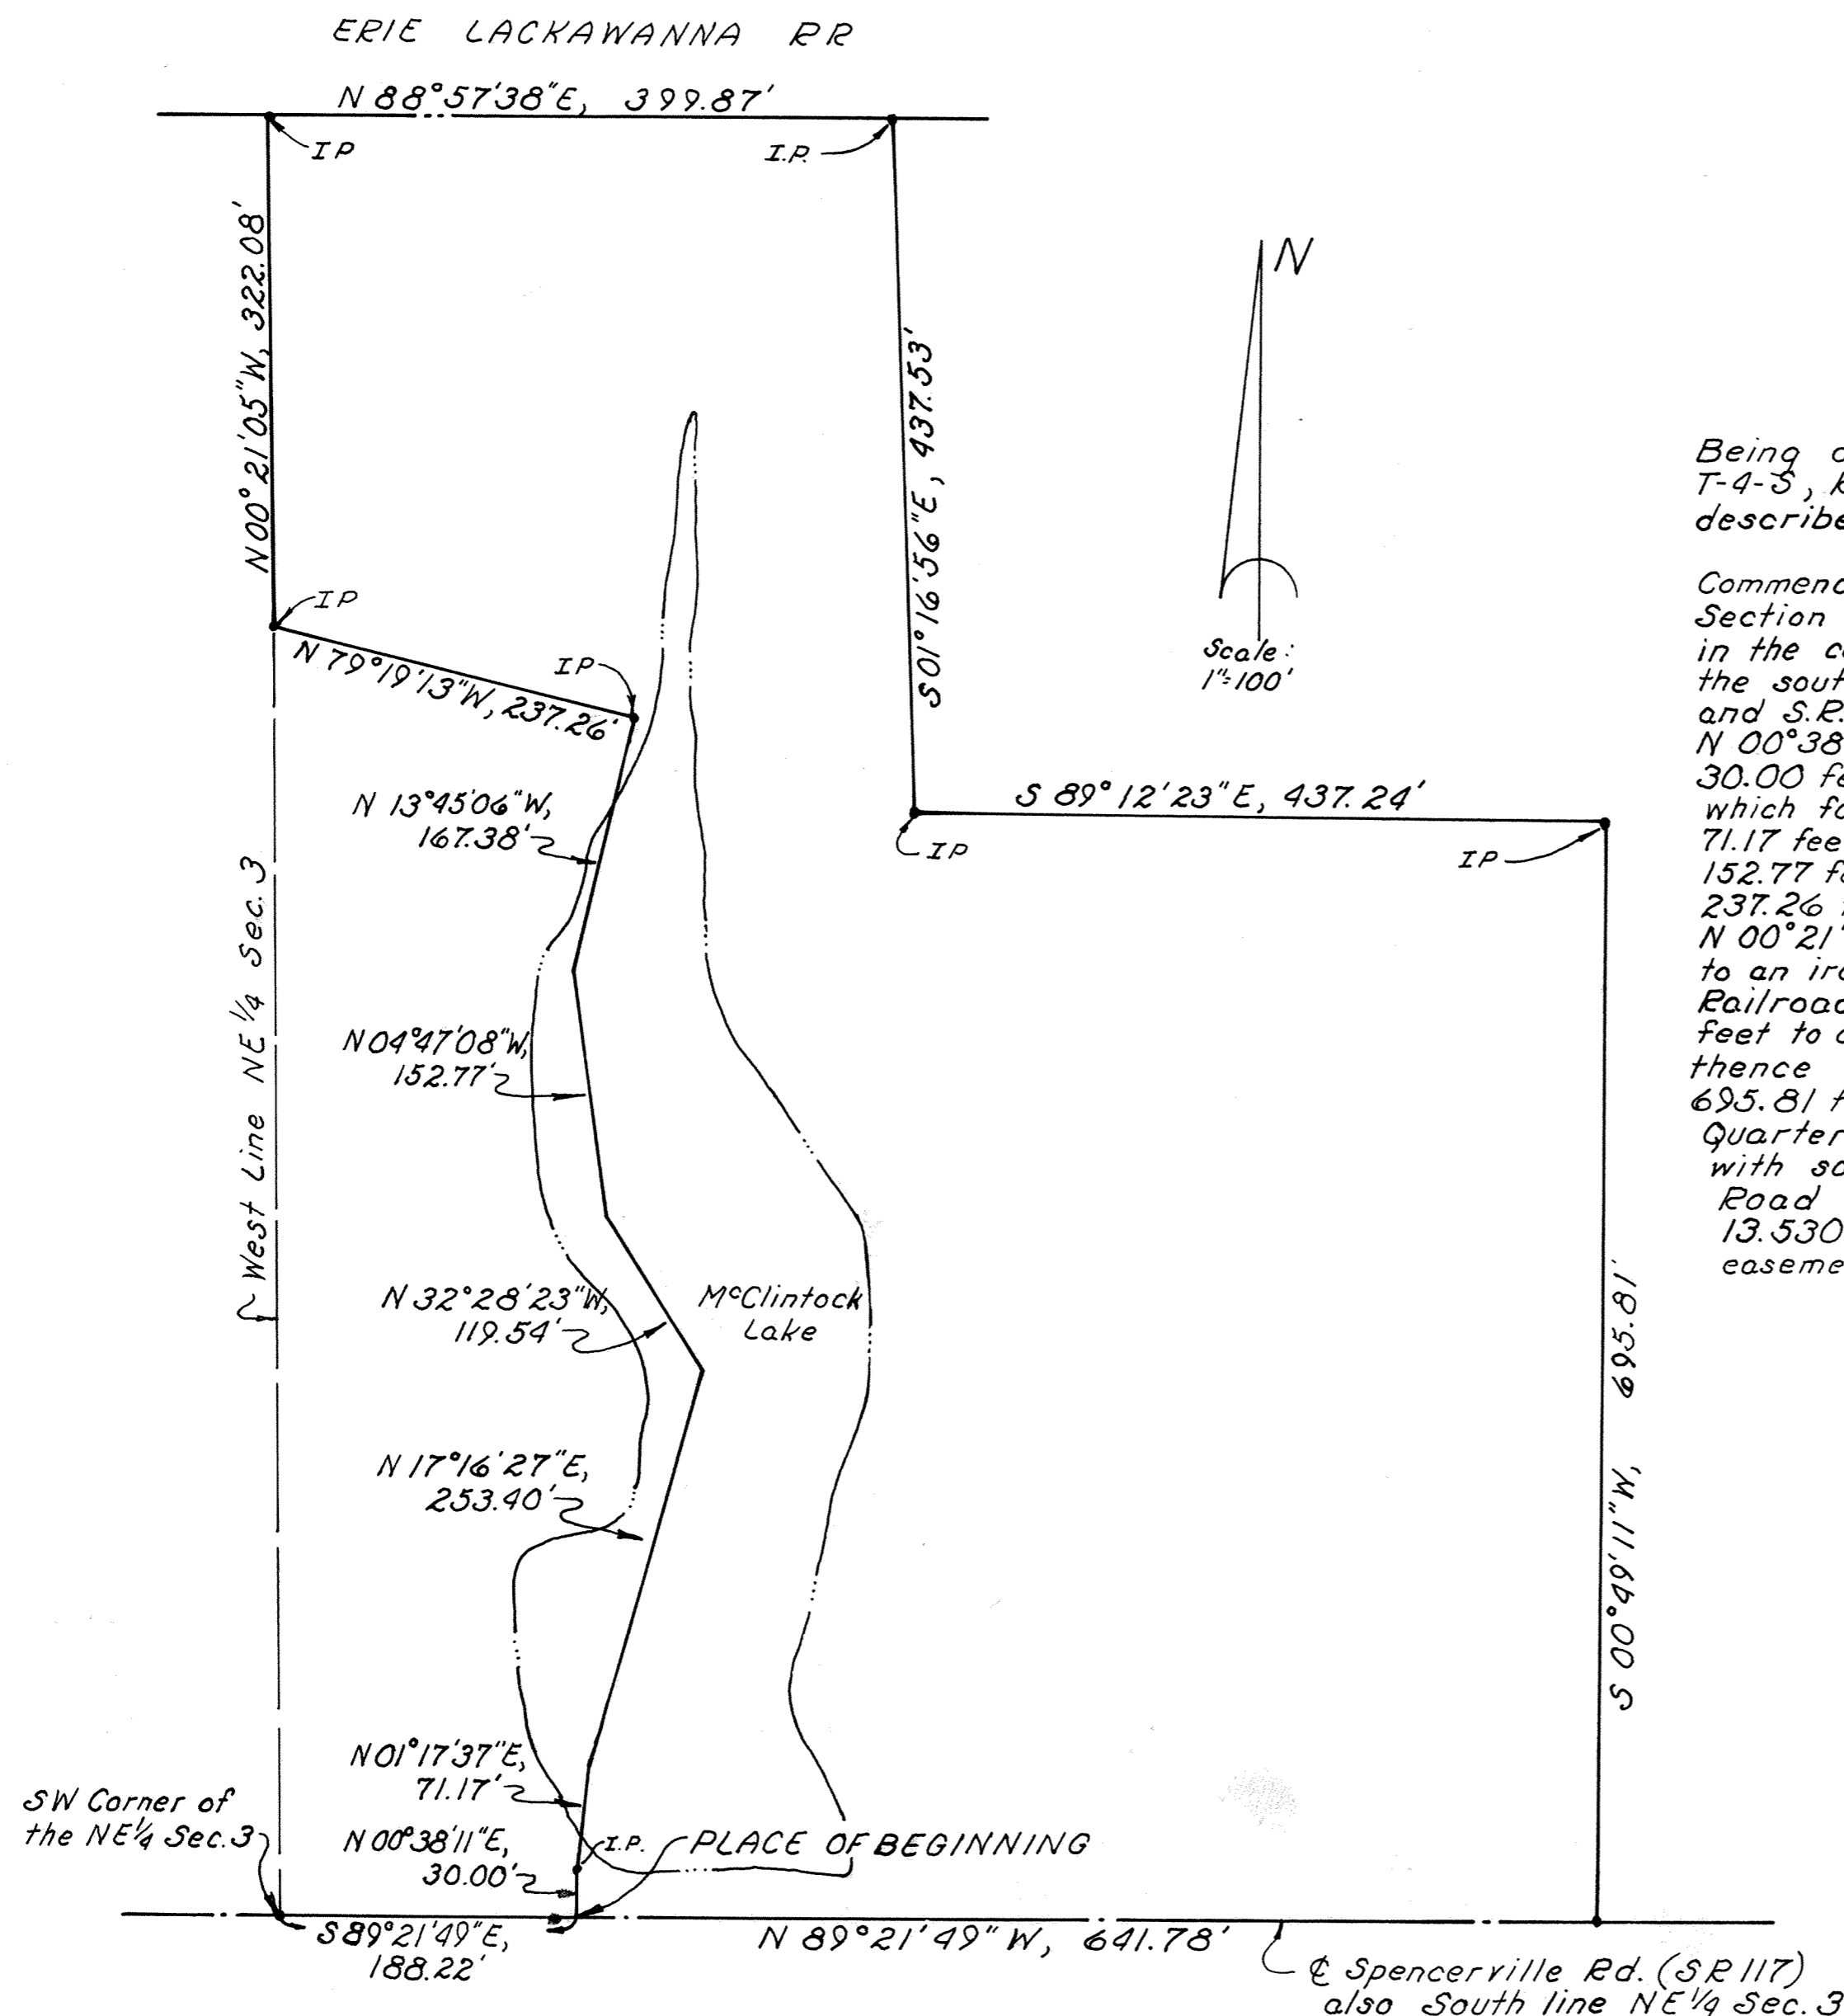 ERIE LACKAWANNA RR
N 88°57'38"E, 399.87'
IP
I.P.
N00°21'05"W, 322.08'
S01°16'56"E, 437.53'
N
Scale:
1"=100'
IP
N 79°19'13"W, 237.26'
IP
N 13°45'06"W,
167.38'
S 89°12'23"E, 437.24'
IP
IP
West Line NE 1/4 Sec. 3
N04°47'08"W,
152.77'
N 32°28'23"W,
119.54'
McClintock
Lake
N 17°16'27"E,
253.40'
S 00°49'11"W, 695.81'
N01°17'37"E,
71.17'
SW Corner of
the NE 1/4 Sec. 3
N 00°38'11"E,
30.00'
I.P.
PLACE OF BEGINNING
S89°21'49"E,
188.22'
N 89°21'49"W, 641.78'
℄ Spencerville Rd. (SR 117)
also South line NE 1/4 Sec. 3
Being
T-4-S,
describe
Commenc
Section
in the
the sout
and S.R.
N 00°38
30.00
which
71.17 fee
152.77
237.26
N 00°21'
to an
Railroad
feet to
thence
695.81
Quarter
with
Road
13.530
easeme